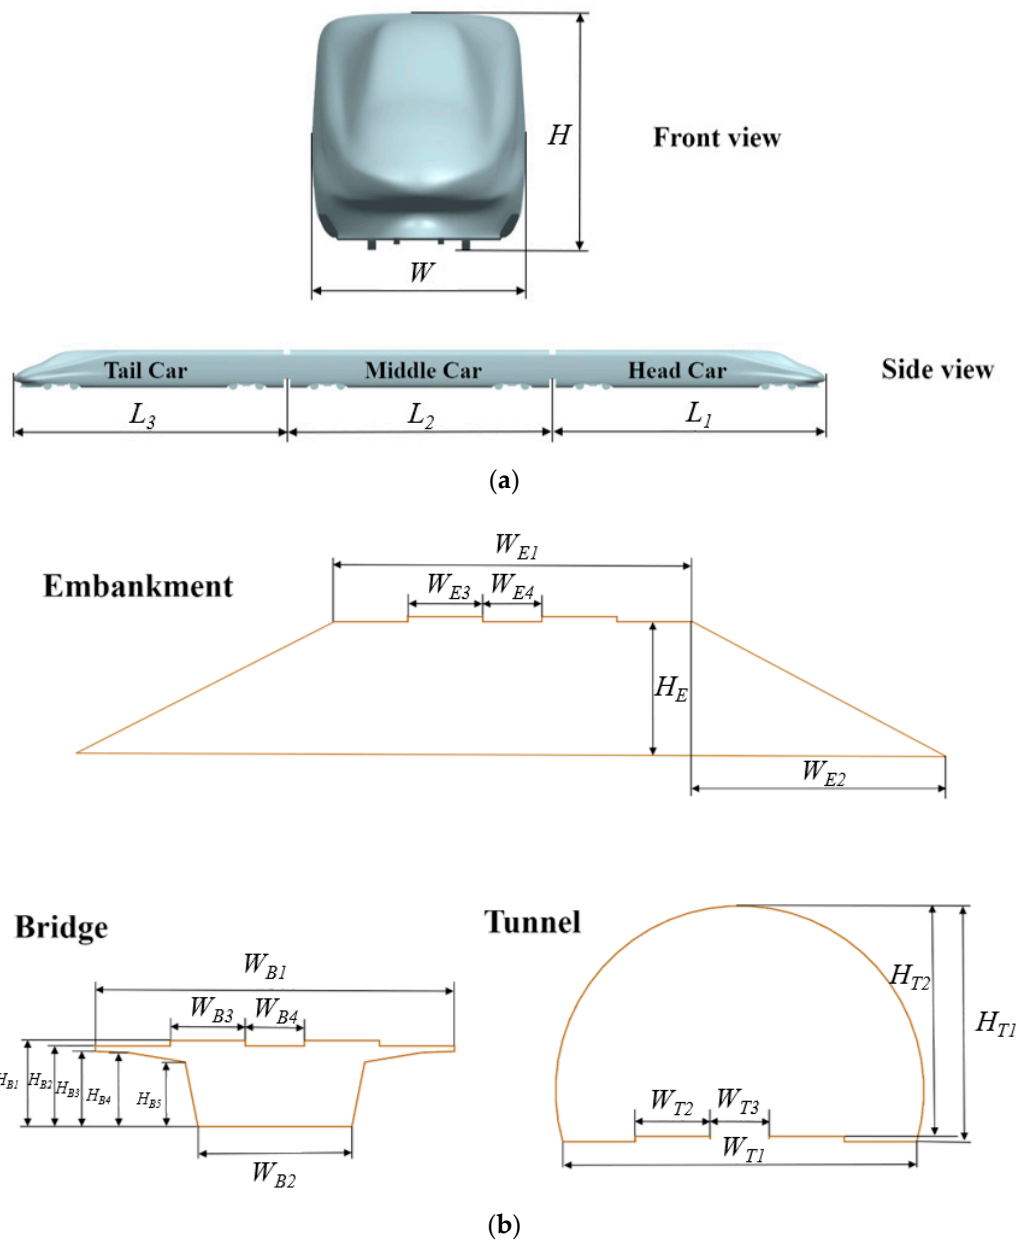 H
Front view
W
Tail Car
Middle Car
Head Car
Side view
L3
L2
L1
(a)
WE1
Embankment
WE3
WE4
HE
WE2
Bridge
Tunnel
WB1
HT2
WB3
WB4
HT1
HB1
HB2
HB3
HB4
HB5
WT2
WT3
WT1
WB2
(b)